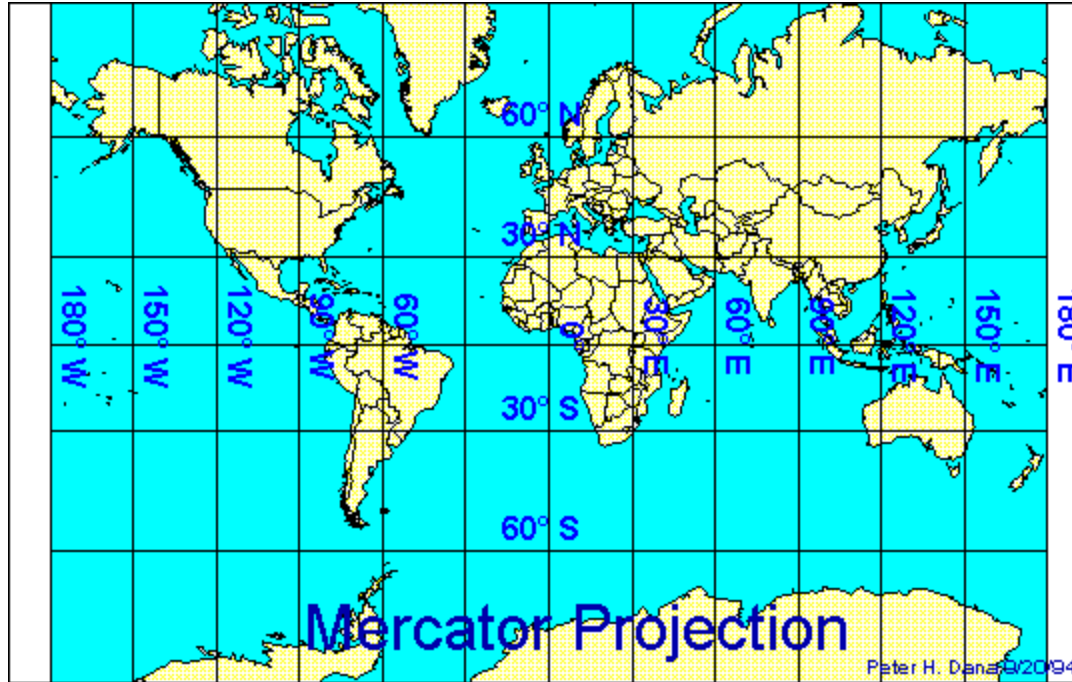 60° N
30° N
180° W
150° W
120° W
90° W
60° W
0°
30° E
60° E
90° E
120° E
150° E
180° E
30° S
60° S
Mercator Projection
Peter H. Dana 9/20/94